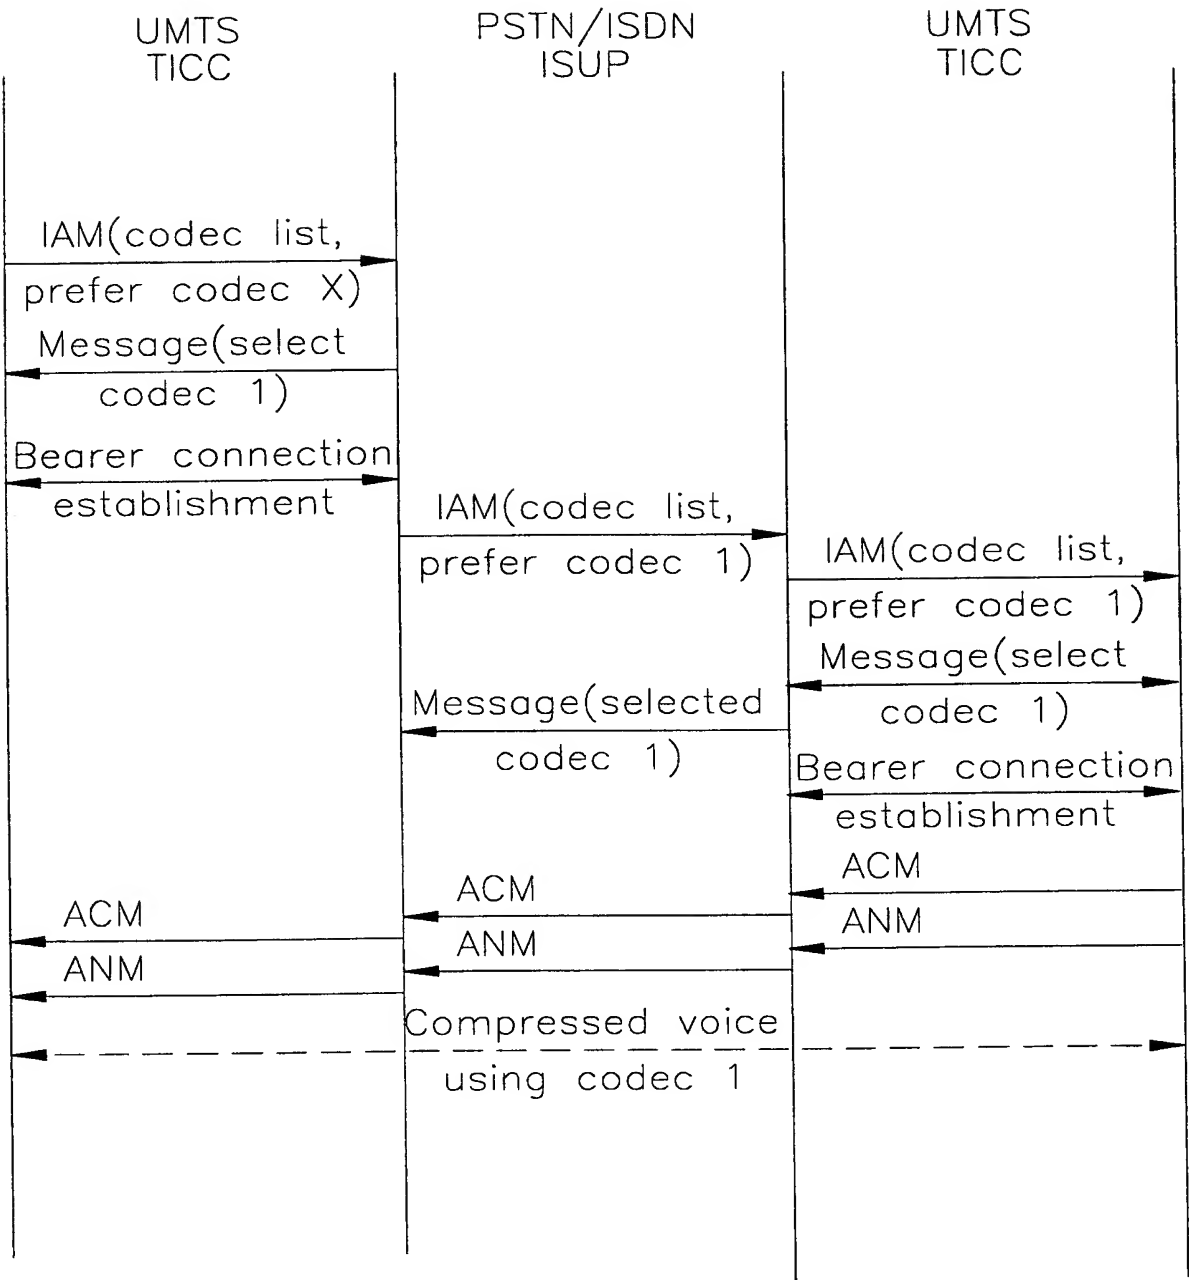 UMTS
TICC
PSTN/ISDN
ISUP
UMTS
TICC
IAM(codec list,
prefer codec X)
Message(select
codec 1)
Bearer connection
establishment
IAM(codec list,
prefer codec 1)
IAM(codec list,
prefer codec 1)
Message(select
codec 1)
Message(selected
codec 1)
Bearer connection
establishment
ACM
ACM
ACM
ANM
ANM
ANM
Compressed voice
using codec 1